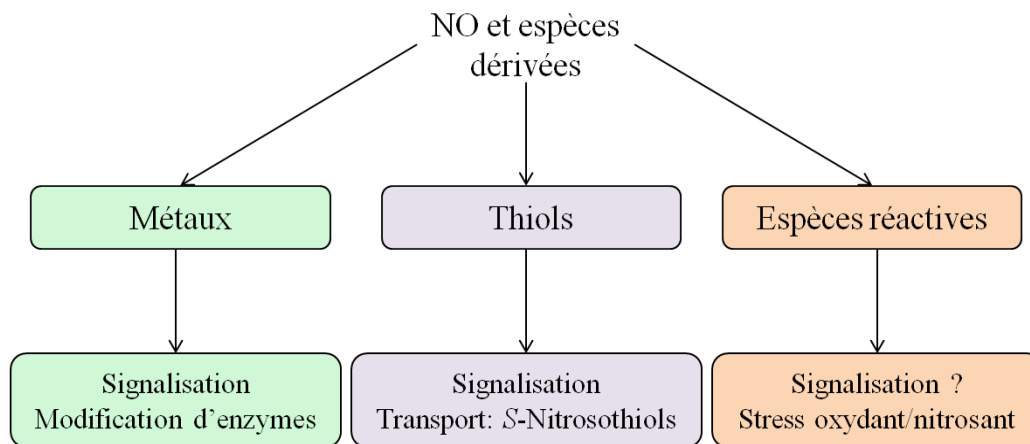 NO et espèces
dérivées
Métaux
Thiols
Espèces réactives
Signalisation
Modification d'enzymes
Signalisation
Transport: S-Nitrosothiols
Signalisation ?
Stress oxydant/nitrosant